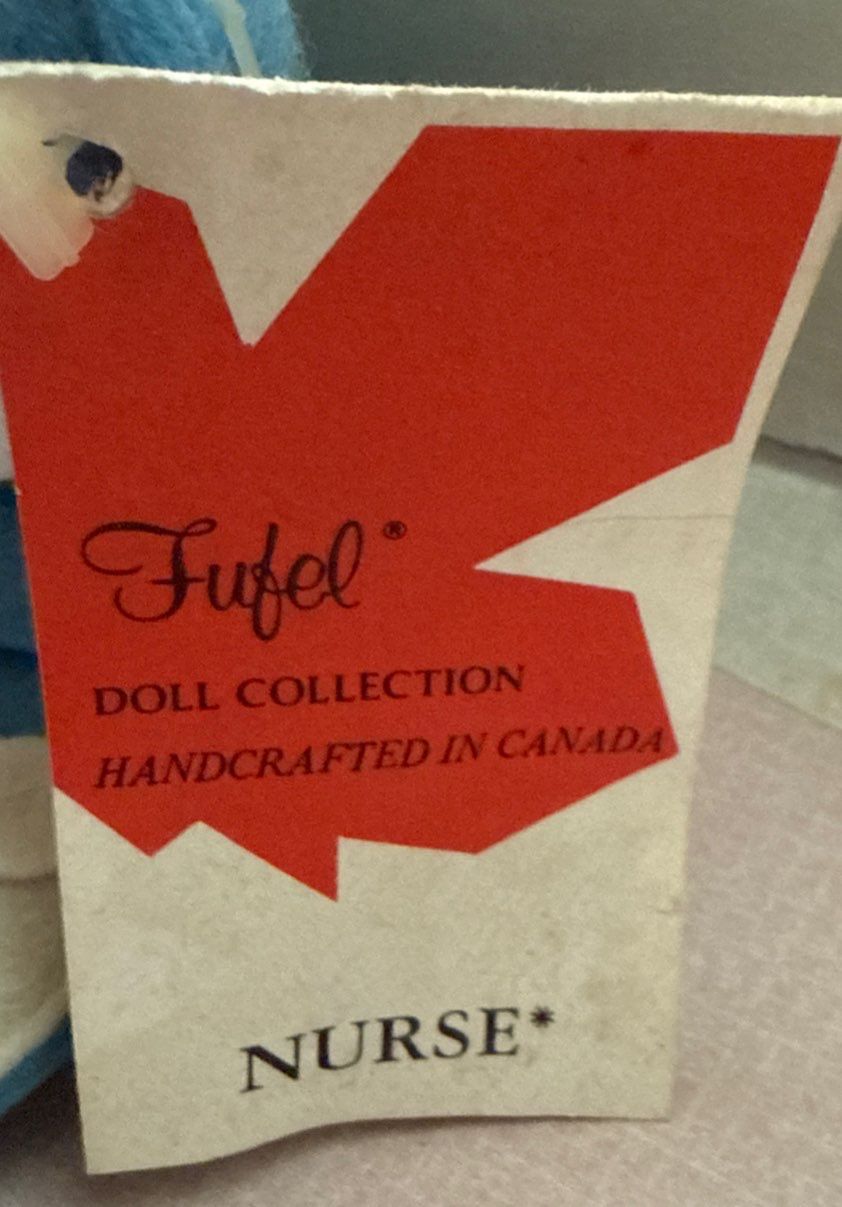 Fufel®
DOLL COLLECTION
HANDCRAFTED IN CANADA
NURSE*